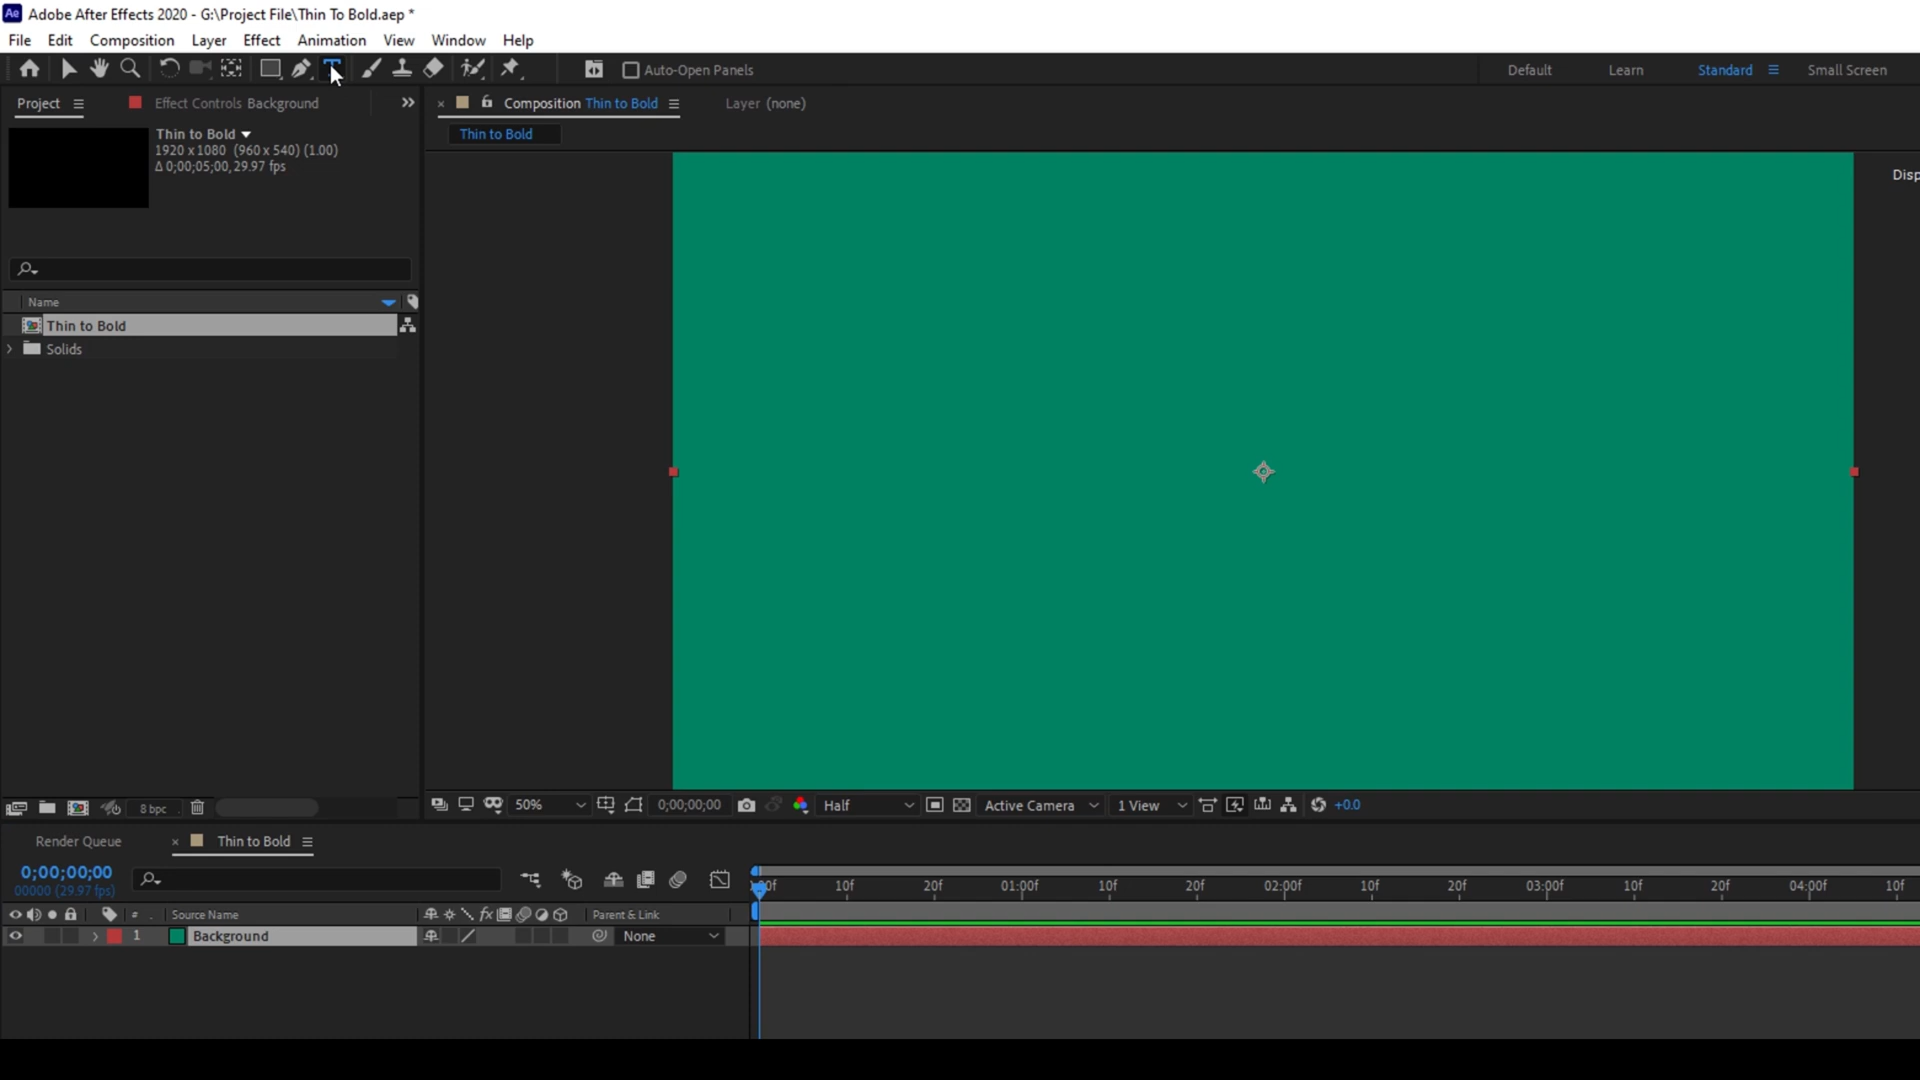 Ae Adobe After Effects 2020 - G:\Project File\Thin To Bold.aep *
File Edit Composition Layer Effect Animation View Window Help
Auto-Open Panels Default Learn Standard Small Screen
Project Effect Controls Background Composition Thin to Bold Layer (none)
Thin to Bold
1920 x 1080 (960 x 540) (1.00)
Δ 0;00;05;00, 29.97 fps
Thin to Bold
Disp
Name
Thin to Bold
Solids
8 bpc
50% 0;00;00;00 Half Active Camera 1 View +0.0
Render Queue Thin to Bold
0;00;00;00
00000 (29.97 fps)
10f 20f 01:00f 10f 20f 02:00f 10f 20f 03:00f 10f 20f 04:00f 10f
# Source Name fx Parent & Link
1 Background None